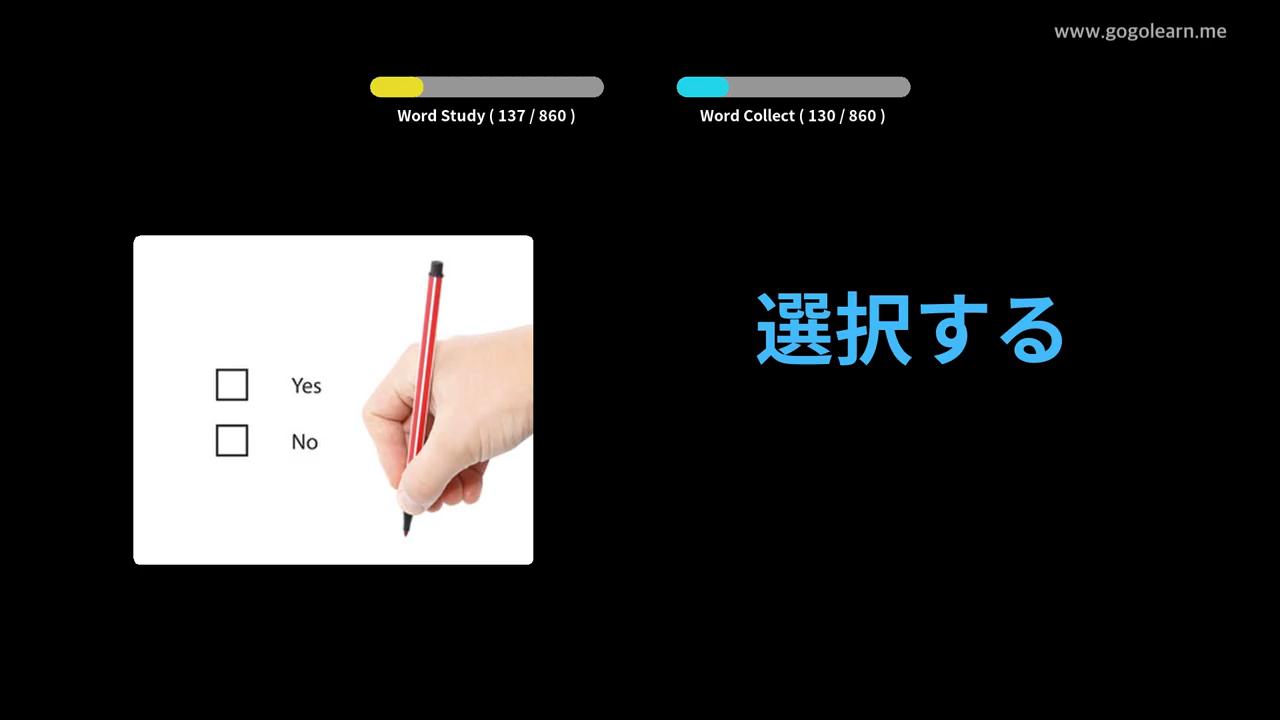 www.gogolearn.me
Word Study ( 137 / 860 )
Word Collect ( 130 / 860 )
Yes
No
選択する